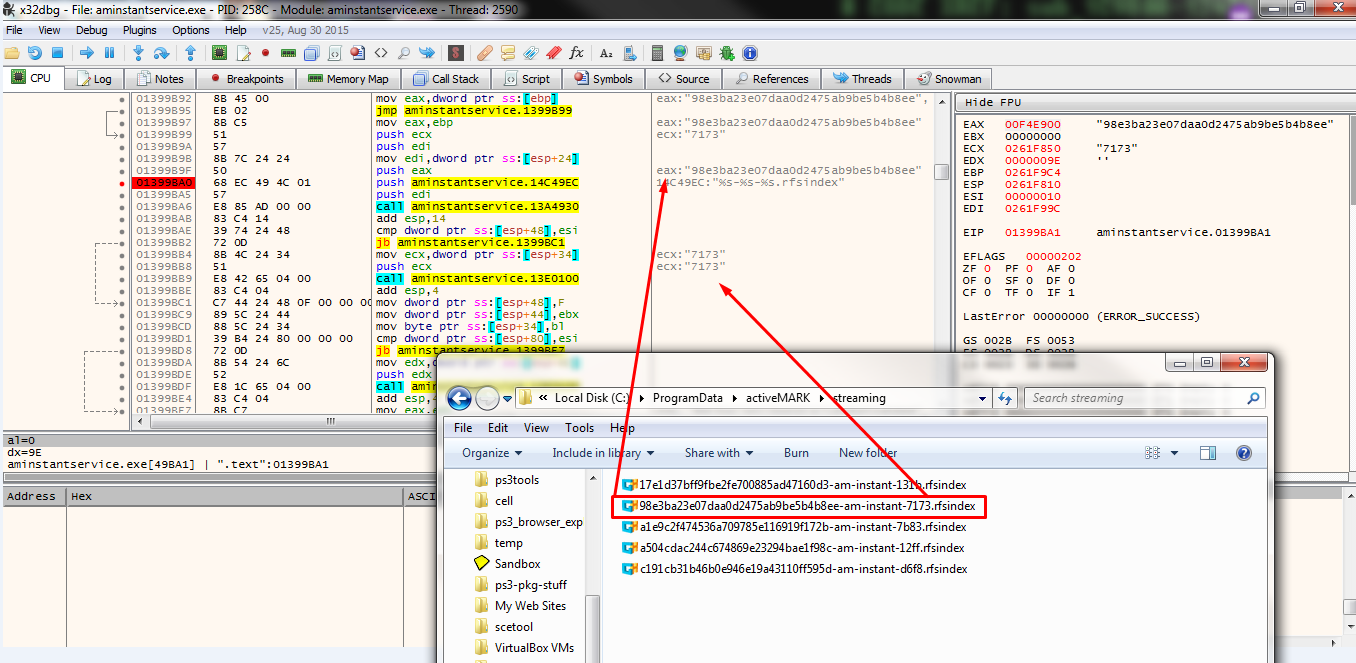 x32dbg - File: aminstantservice.exe - PID: 258C - Module: aminstantservice.exe - Thread: 2590
File View Debug Plugins Options Help v25, Aug 30 2015
CPU Log Notes Breakpoints Memory Map Call Stack Script Symbols Source References Threads Snowman
01399B92 8B 45 00 mov eax,dword ptr ss:[ebp] eax:"98e3ba23e07daa0d2475ab9be5b4b8ee",
01399B95 EB 02 jmp aminstantservice.1399B99
01399B97 8B C5 mov eax,ebp eax:"98e3ba23e07daa0d2475ab9be5b4b8ee"
01399B99 51 push ecx ecx:"7173"
01399B9A 57 push edi
01399B9B 8B 7C 24 24 mov edi,dword ptr ss:[esp+24]
01399B9F 50 push eax eax:"98e3ba23e07daa0d2475ab9be5b4b8ee"
01399BA0 68 EC 49 4C 01 push aminstantservice.14C49EC 14C49EC:"%s-%s-%s.rfsindex"
01399BA5 57 push edi
01399BA6 E8 85 AD 00 00 call aminstantservice.13A4930
01399BAB 83 C4 14 add esp,14
01399BAE 39 74 24 48 cmp dword ptr ss:[esp+48],esi
01399BB2 72 0D jb aminstantservice.1399BC1
01399BB4 8B 4C 24 34 mov ecx,dword ptr ss:[esp+34] ecx:"7173"
01399BB8 51 push ecx ecx:"7173"
01399BB9 E8 42 65 04 00 call aminstantservice.13E0100
01399BBE 83 C4 04 add esp,4
01399BC1 C7 44 24 48 0F 00 00 00 mov dword ptr ss:[esp+48],F
01399BC9 89 5C 24 44 mov dword ptr ss:[esp+44],ebx
01399BCD 88 5C 24 34 mov byte ptr ss:[esp+34],bl
01399BD1 39 B4 24 80 00 00 00 cmp dword ptr ss:[esp+80],esi
01399BD8 72 0D jb aminstantservice.1399BE7
01399BDA 8B 54 24 6C mov edx,
01399BDE 52 push edx
01399BDF E8 1C 65 04 00 call
01399BE4 83 C4 04 add esp,4
01399BE7 8B C7 mov eax,
Hide FPU
EAX 00F4E900 "98e3ba23e07daa0d2475ab9be5b4b8ee"
EBX 00000000
ECX 0261F850 "7173"
EDX 0000009E ''
EBP 0261F9C4
ESP 0261F810
ESI 00000010
EDI 0261F99C
EIP 01399BA1 aminstantservice.01399BA1
EFLAGS 00000202
ZF 0 PF 0 AF 0
OF 0 SF 0 DF 0
CF 0 TF 0 IF 1
LastError 00000000 (ERROR_SUCCESS)
GS 002B FS 0053
al=0
dx=9E
aminstantservice.exe[49BA1] | ".text":01399BA1
Address Hex ASCI
« Local Disk (C:) ProgramData activeMARK streaming Search streaming
File Edit View Tools Help
Organize Include in library Share with Burn New folder
ps3tools
cell
ps3_browser_exp
temp
Sandbox
ps3-pkg-stuff
My Web Sites
scetool
VirtualBox VMs
17e1d37bff9fbe2fe700885ad47160d3-am-instant-131b.rfsindex
98e3ba23e07daa0d2475ab9be5b4b8ee-am-instant-7173.rfsindex
a1e9c2f474536a709785e116919f172b-am-instant-7b83.rfsindex
a504cdac244c674869e23294bae1f98c-am-instant-12ff.rfsindex
c191cb31b46b0e946e19a43110ff595d-am-instant-d6f8.rfsindex